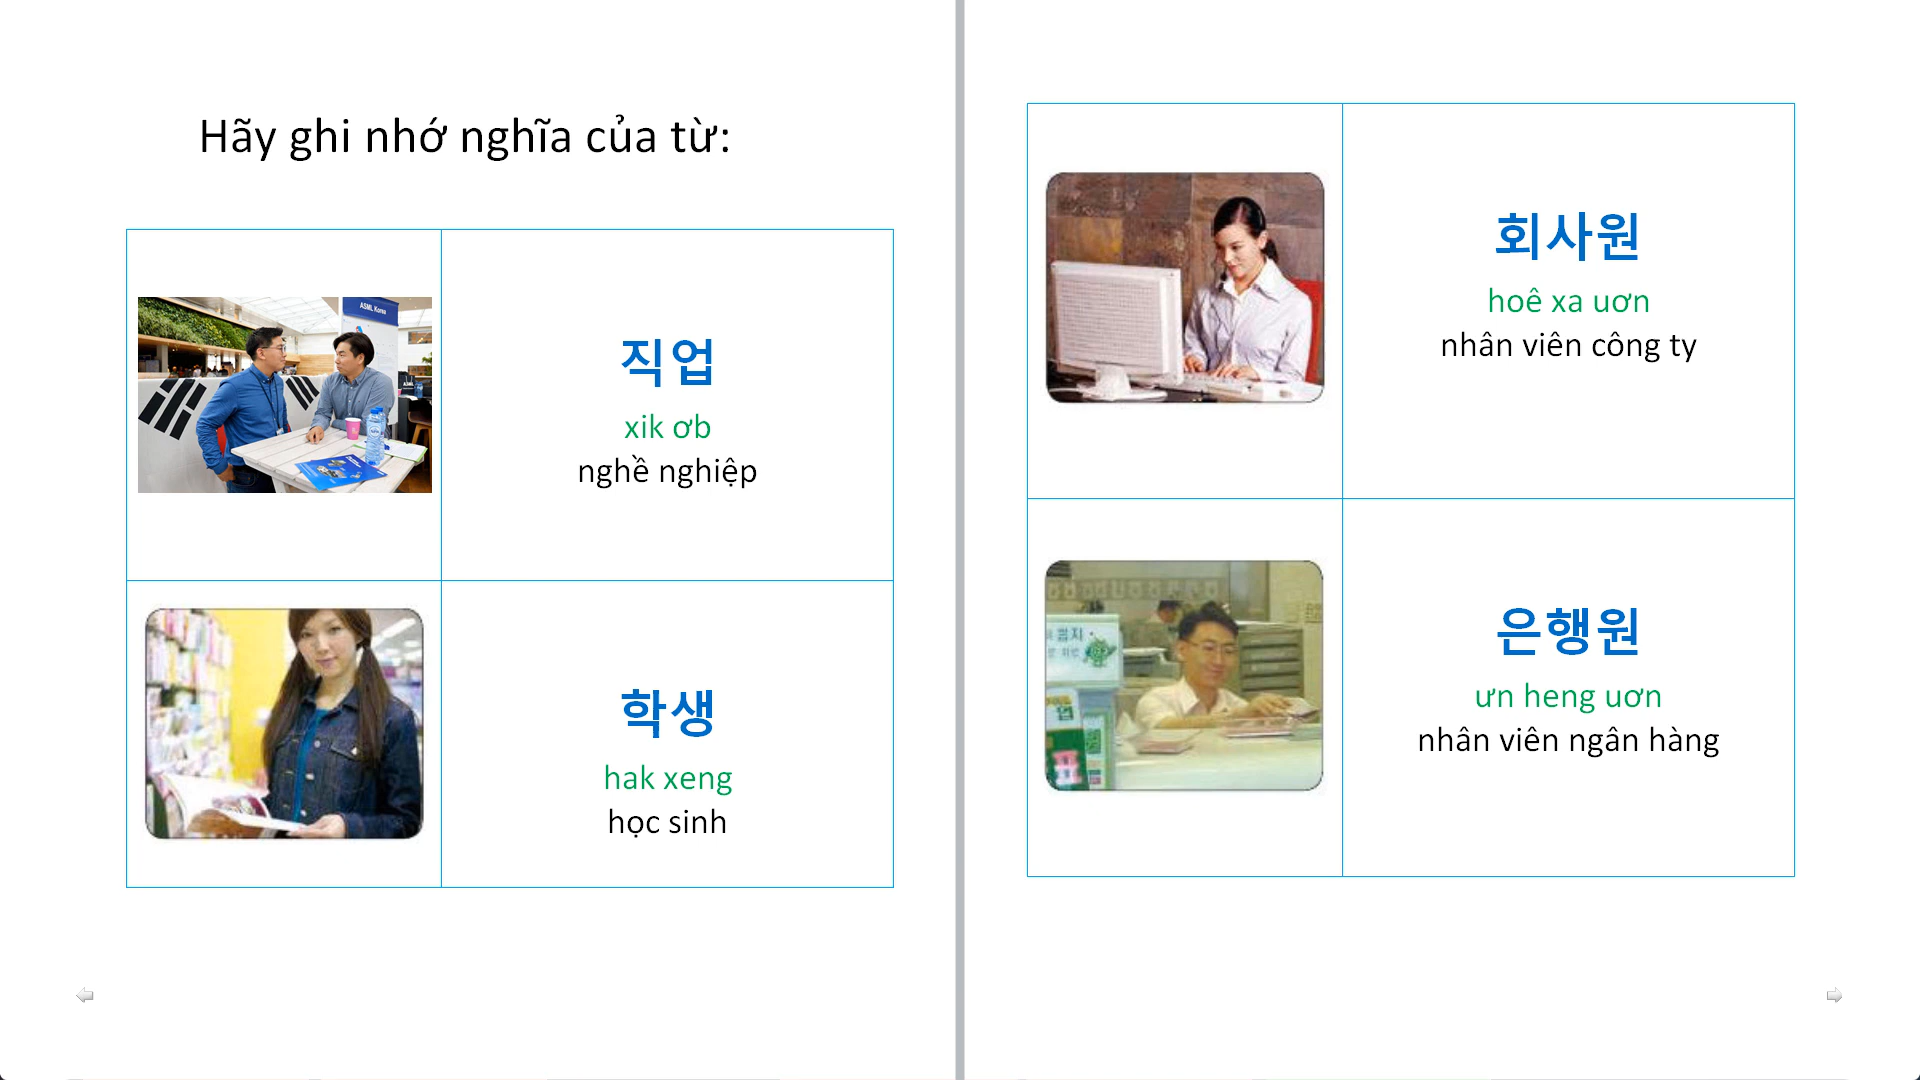 Hãy ghi nhớ nghĩa của từ:
ASML Korea
직업
xik ơb
nghề nghiệp
학생
hak xeng
học sinh
회사원
hoê xa uơn
nhân viên công ty
은행원
ưn heng uơn
nhân viên ngân hàng